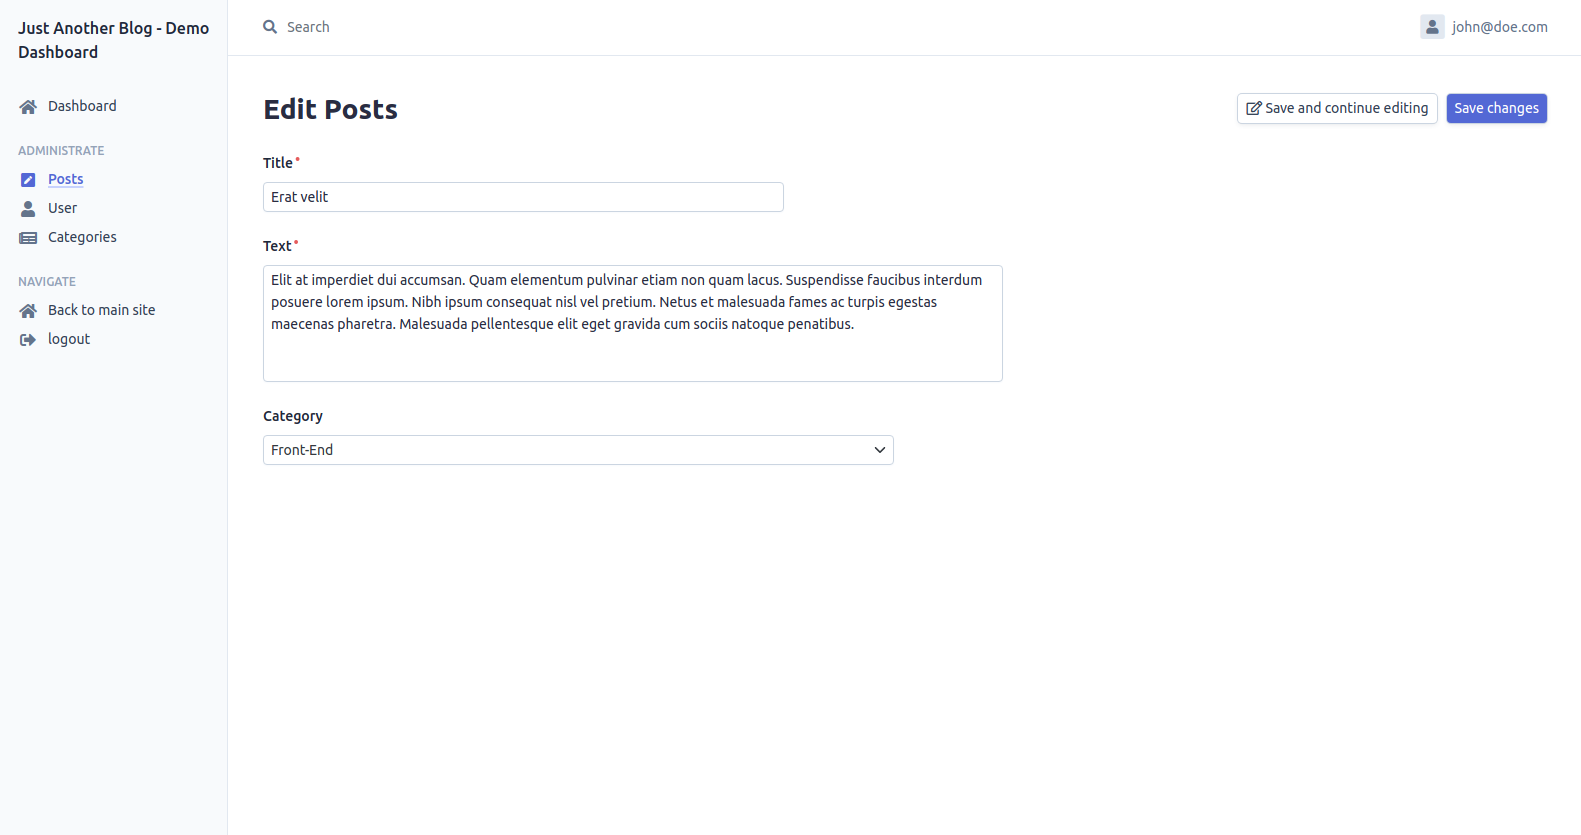 Just Another Blog - Demo
Dashboard
Dashboard
ADMINISTRATE
Posts
User
Categories
NAVIGATE
Back to main site
logout
Search
john@doe.com
Edit Posts
Save and continue editing
Save changes
Title*
Erat velit
Text*
Elit at imperdiet dui accumsan. Quam elementum pulvinar etiam non quam lacus. Suspendisse faucibus interdum
posuere lorem ipsum. Nibh ipsum consequat nisl vel pretium. Netus et malesuada fames ac turpis egestas
maecenas pharetra. Malesuada pellentesque elit eget gravida cum sociis natoque penatibus.
Category
Front-End